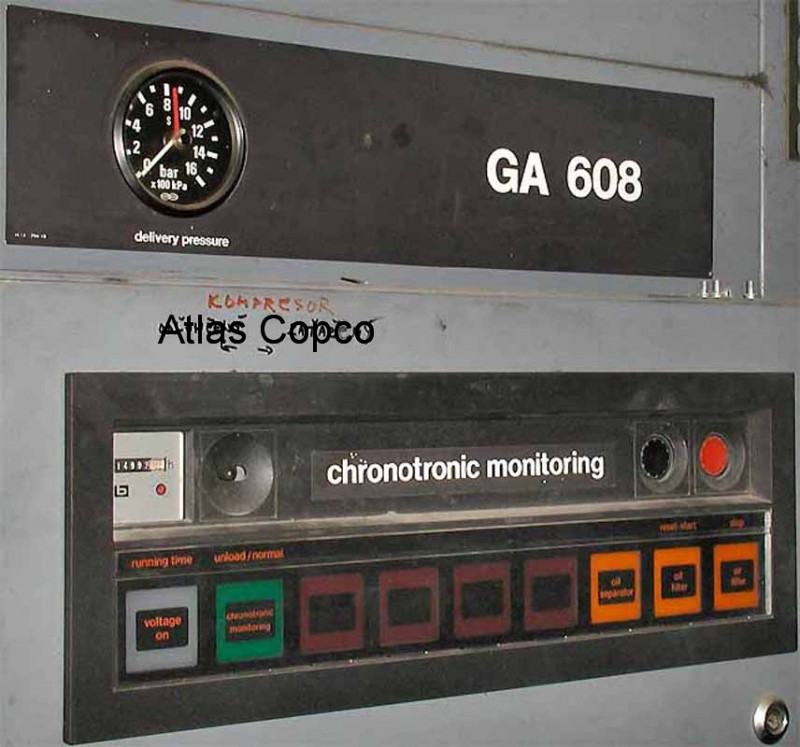 8
6
10
4
s
12
2
14
0
bar
16
x100 kPa
GA 608
delivery pressure
KOMPRESOR
Atlas Copco
h
chronotronic monitoring
reset-start
stop
running time
unload/normal
voltage
on
chronotronic
monitoring
oil
separator
oil
filter
air
filter